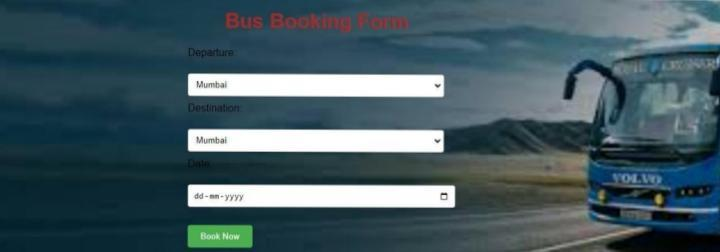 Bus Booking Form
Departure:
Mumbai
Destination:
Mumbai
Date:
dd-mm-yyyy
Book Now
VOLVO